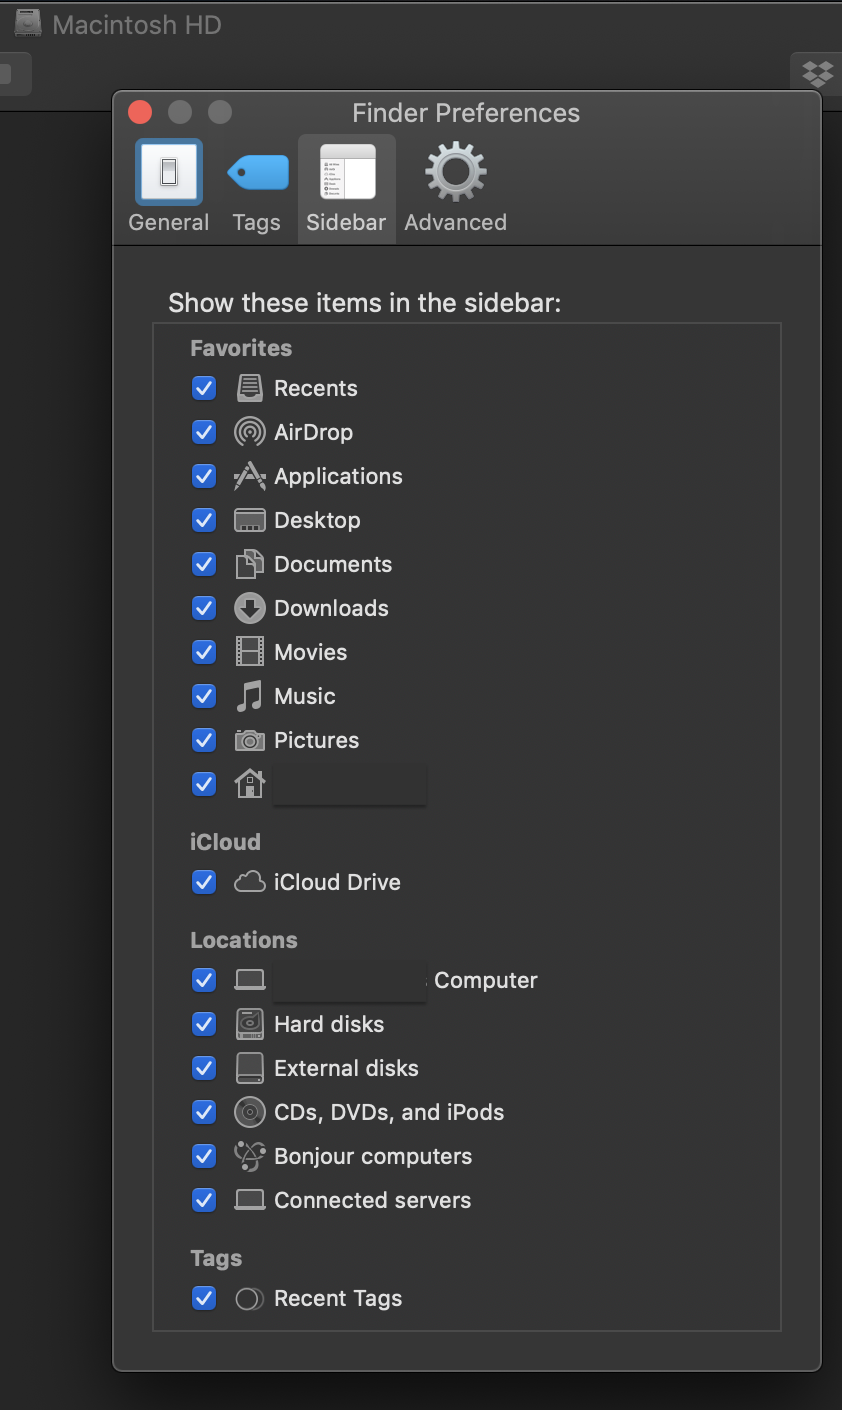 Macintosh HD
Finder Preferences
General Tags Sidebar Advanced
Show these items in the sidebar:
Favorites
Recents
AirDrop
Applications
Desktop
Documents
Downloads
Movies
Music
Pictures
iCloud
iCloud Drive
Locations
Computer
Hard disks
External disks
CDs, DVDs, and iPods
Bonjour computers
Connected servers
Tags
Recent Tags